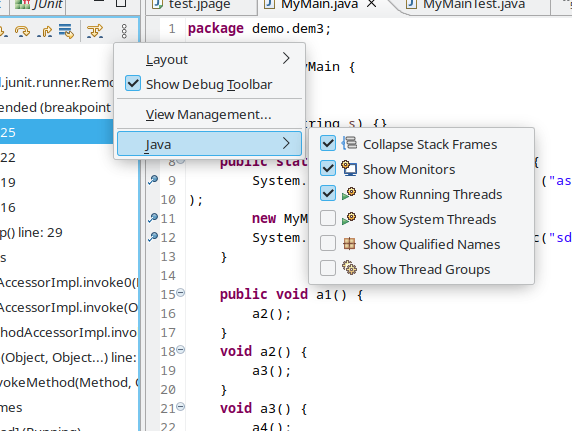 JUnit
test.jpage
MyMain.java
MyMainTest.java
Layout
Show Debug Toolbar
View Management...
Java
Collapse Stack Frames
Show Monitors
Show Running Threads
Show System Threads
Show Qualified Names
Show Thread Groups
.junit.runner.Remo
ended (breakpoint
25
22
19
16
p() line: 29
s
AccessorImpl.invoke0(
AccessorImpl.invoke(O
hodAccessorImpl.invo
(Object, Object...) line:
vokeMethod(Method, O
mes
1 package demo.dem3;
yMain {
ring s) {}
8 public stat {
9 System. ("as
10 );
11 new MyM
12 System. c("sd
13 }
14
15 public void a1() {
16 a2();
17 }
18 void a2() {
19 a3();
20 }
21 void a3() {
22 a4();